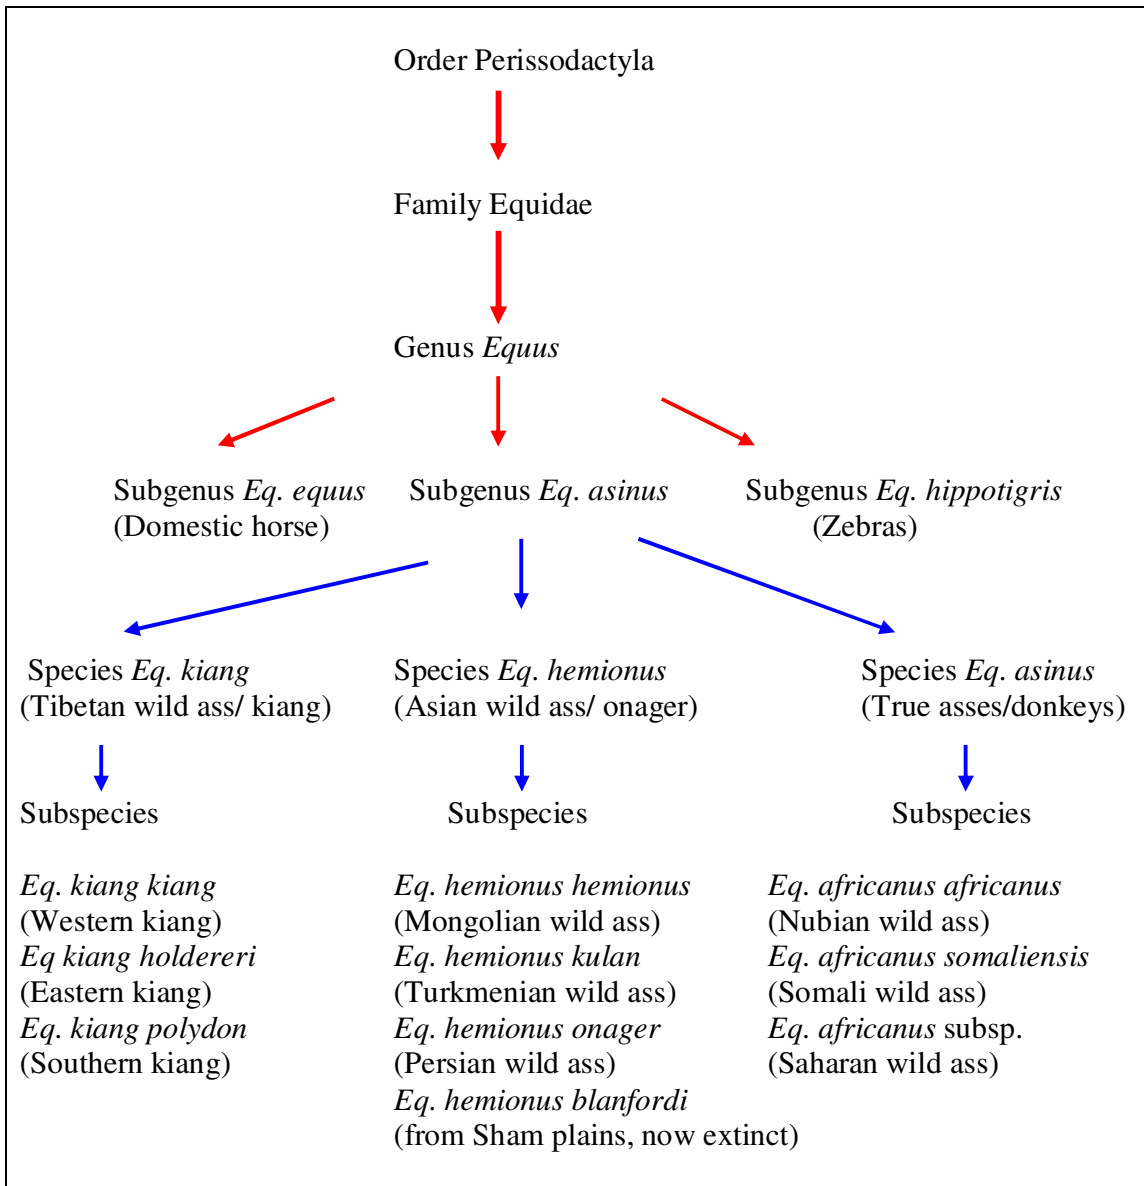 Order Perissodactyla
Family Equidae
Genus Equus
Subgenus Eq. equus
(Domestic horse)
Subgenus Eq. asinus
Subgenus Eq. hippotigris
(Zebras)
Species Eq. kiang
(Tibetan wild ass/ kiang)
Species Eq. hemionus
(Asian wild ass/ onager)
Species Eq. asinus
(True asses/donkeys)
Subspecies
Eq. kiang kiang
(Western kiang)
Eq kiang holdereri
(Eastern kiang)
Eq. kiang polydon
(Southern kiang)
Subspecies
Eq. hemionus hemionus
(Mongolian wild ass)
Eq. hemionus kulan
(Turkmenian wild ass)
Eq. hemionus onager
(Persian wild ass)
Eq. hemionus blanfordi
(from Sham plains, now extinct)
Subspecies
Eq. africanus africanus
(Nubian wild ass)
Eq. africanus somaliensis
(Somali wild ass)
Eq. africanus subsp.
(Saharan wild ass)